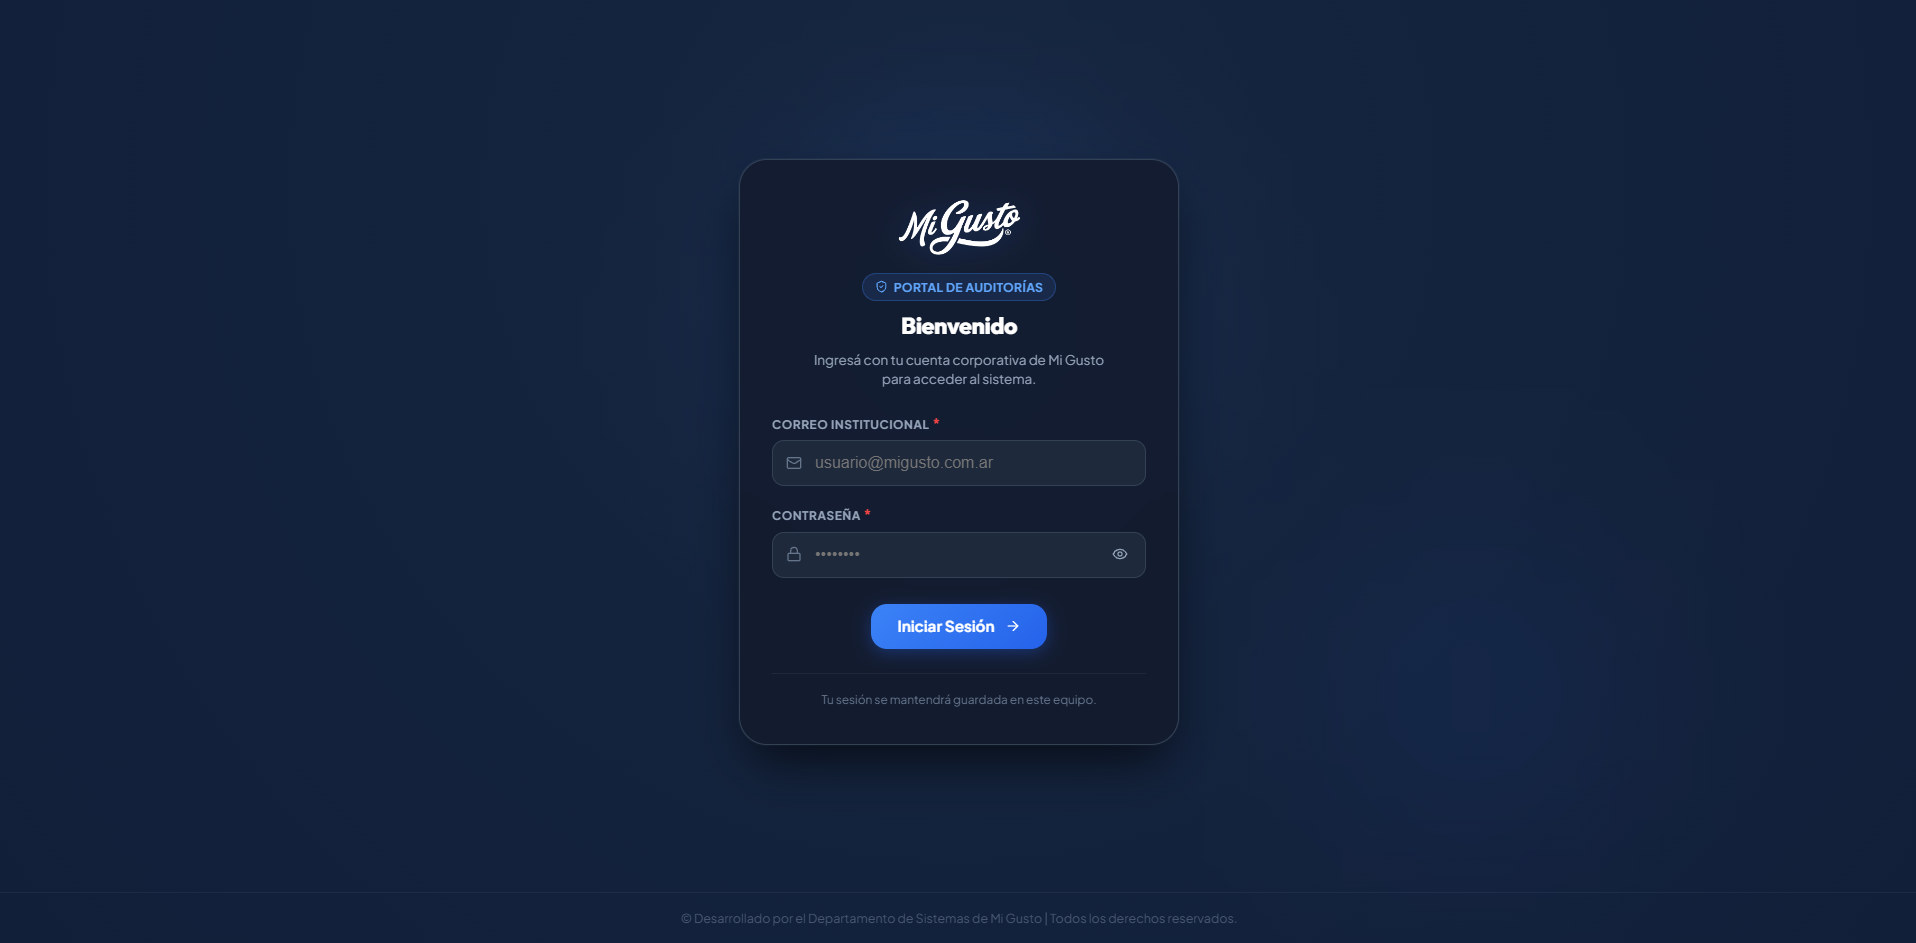 Mi Gusto ®
PORTAL DE AUDITORÍAS
Bienvenido
Ingresá con tu cuenta corporativa de Mi Gusto
para acceder al sistema.
CORREO INSTITUCIONAL *
usuario@migusto.com.ar
CONTRASEÑA *
••••••••
Iniciar Sesión →
Tu sesión se mantendrá guardada en este equipo.
© Desarrollado por el Departamento de Sistemas de Mi Gusto | Todos los derechos reservados.